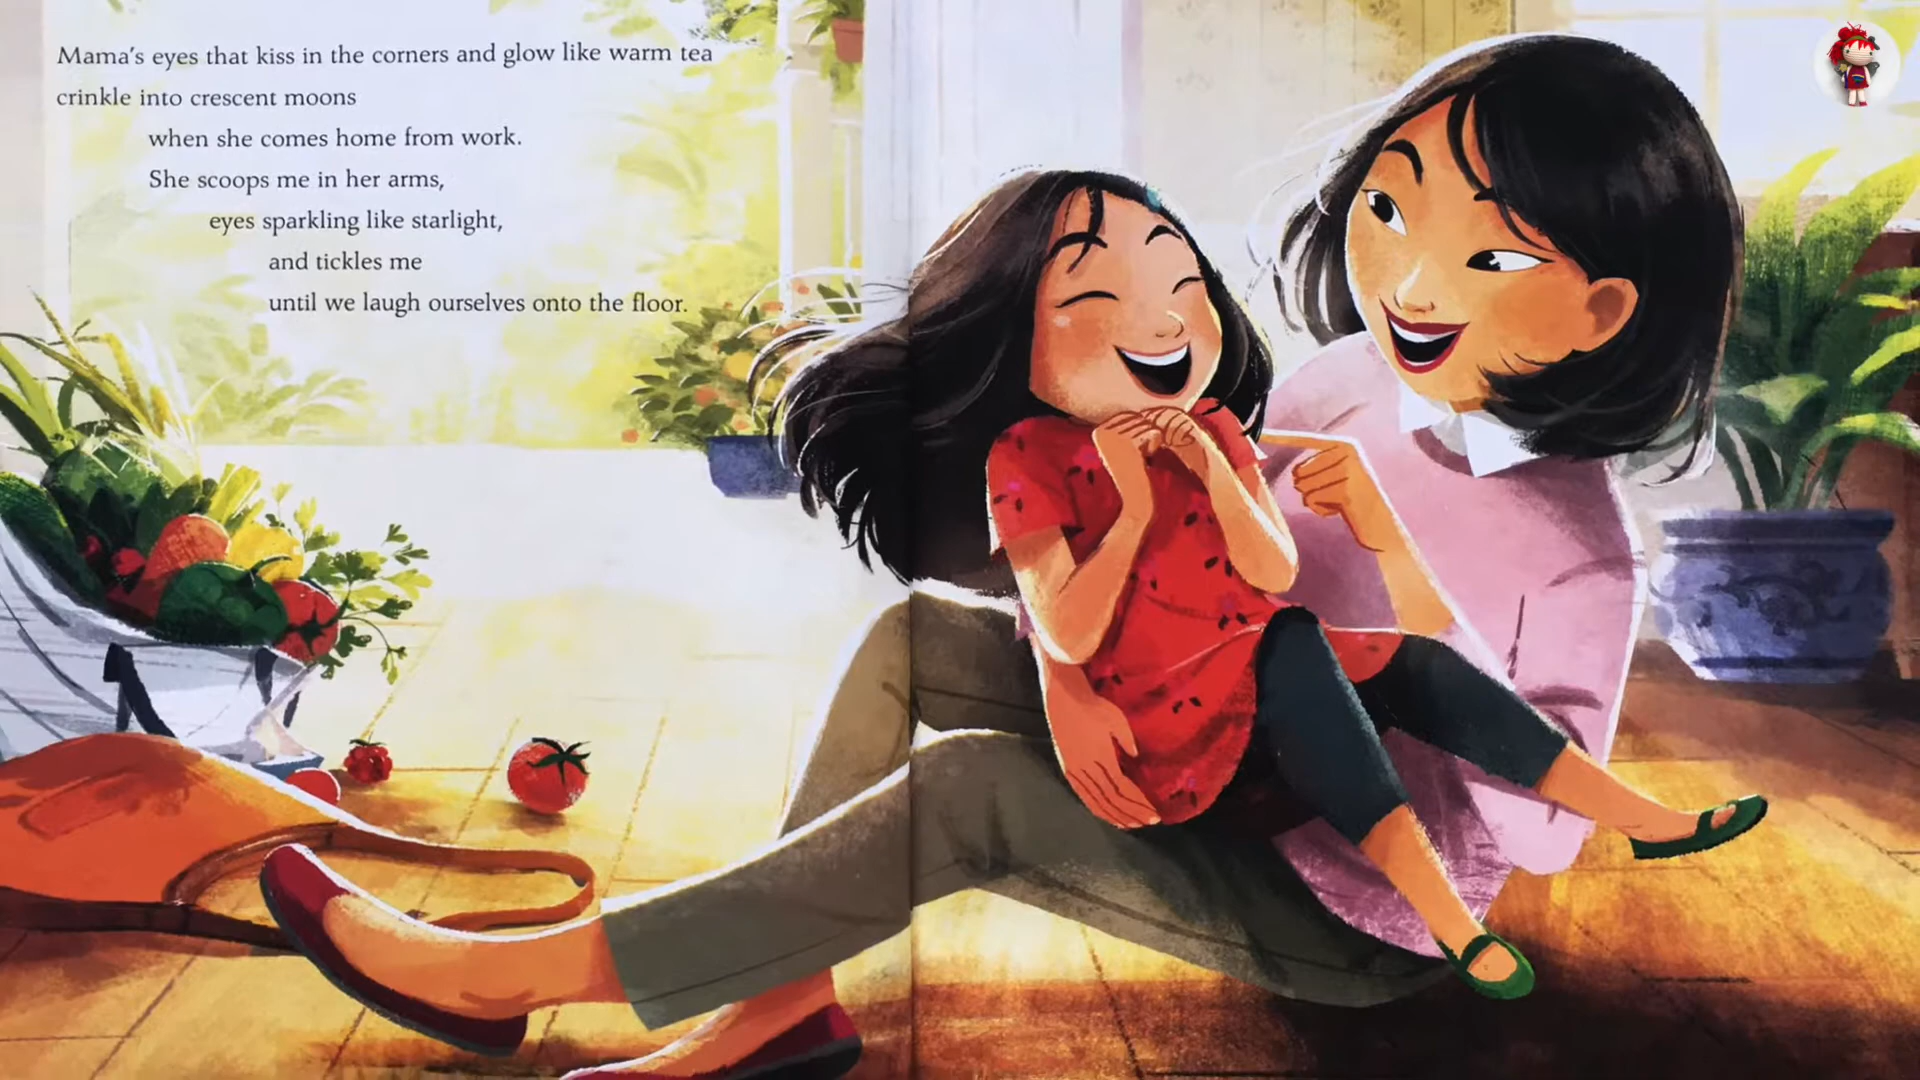 Mama's eyes that kiss in the corners and glow like warm tea
crinkle into crescent moons
when she comes home from work.
She scoops me in her arms,
eyes sparkling like starlight,
and tickles me
until we laugh ourselves onto the floor.